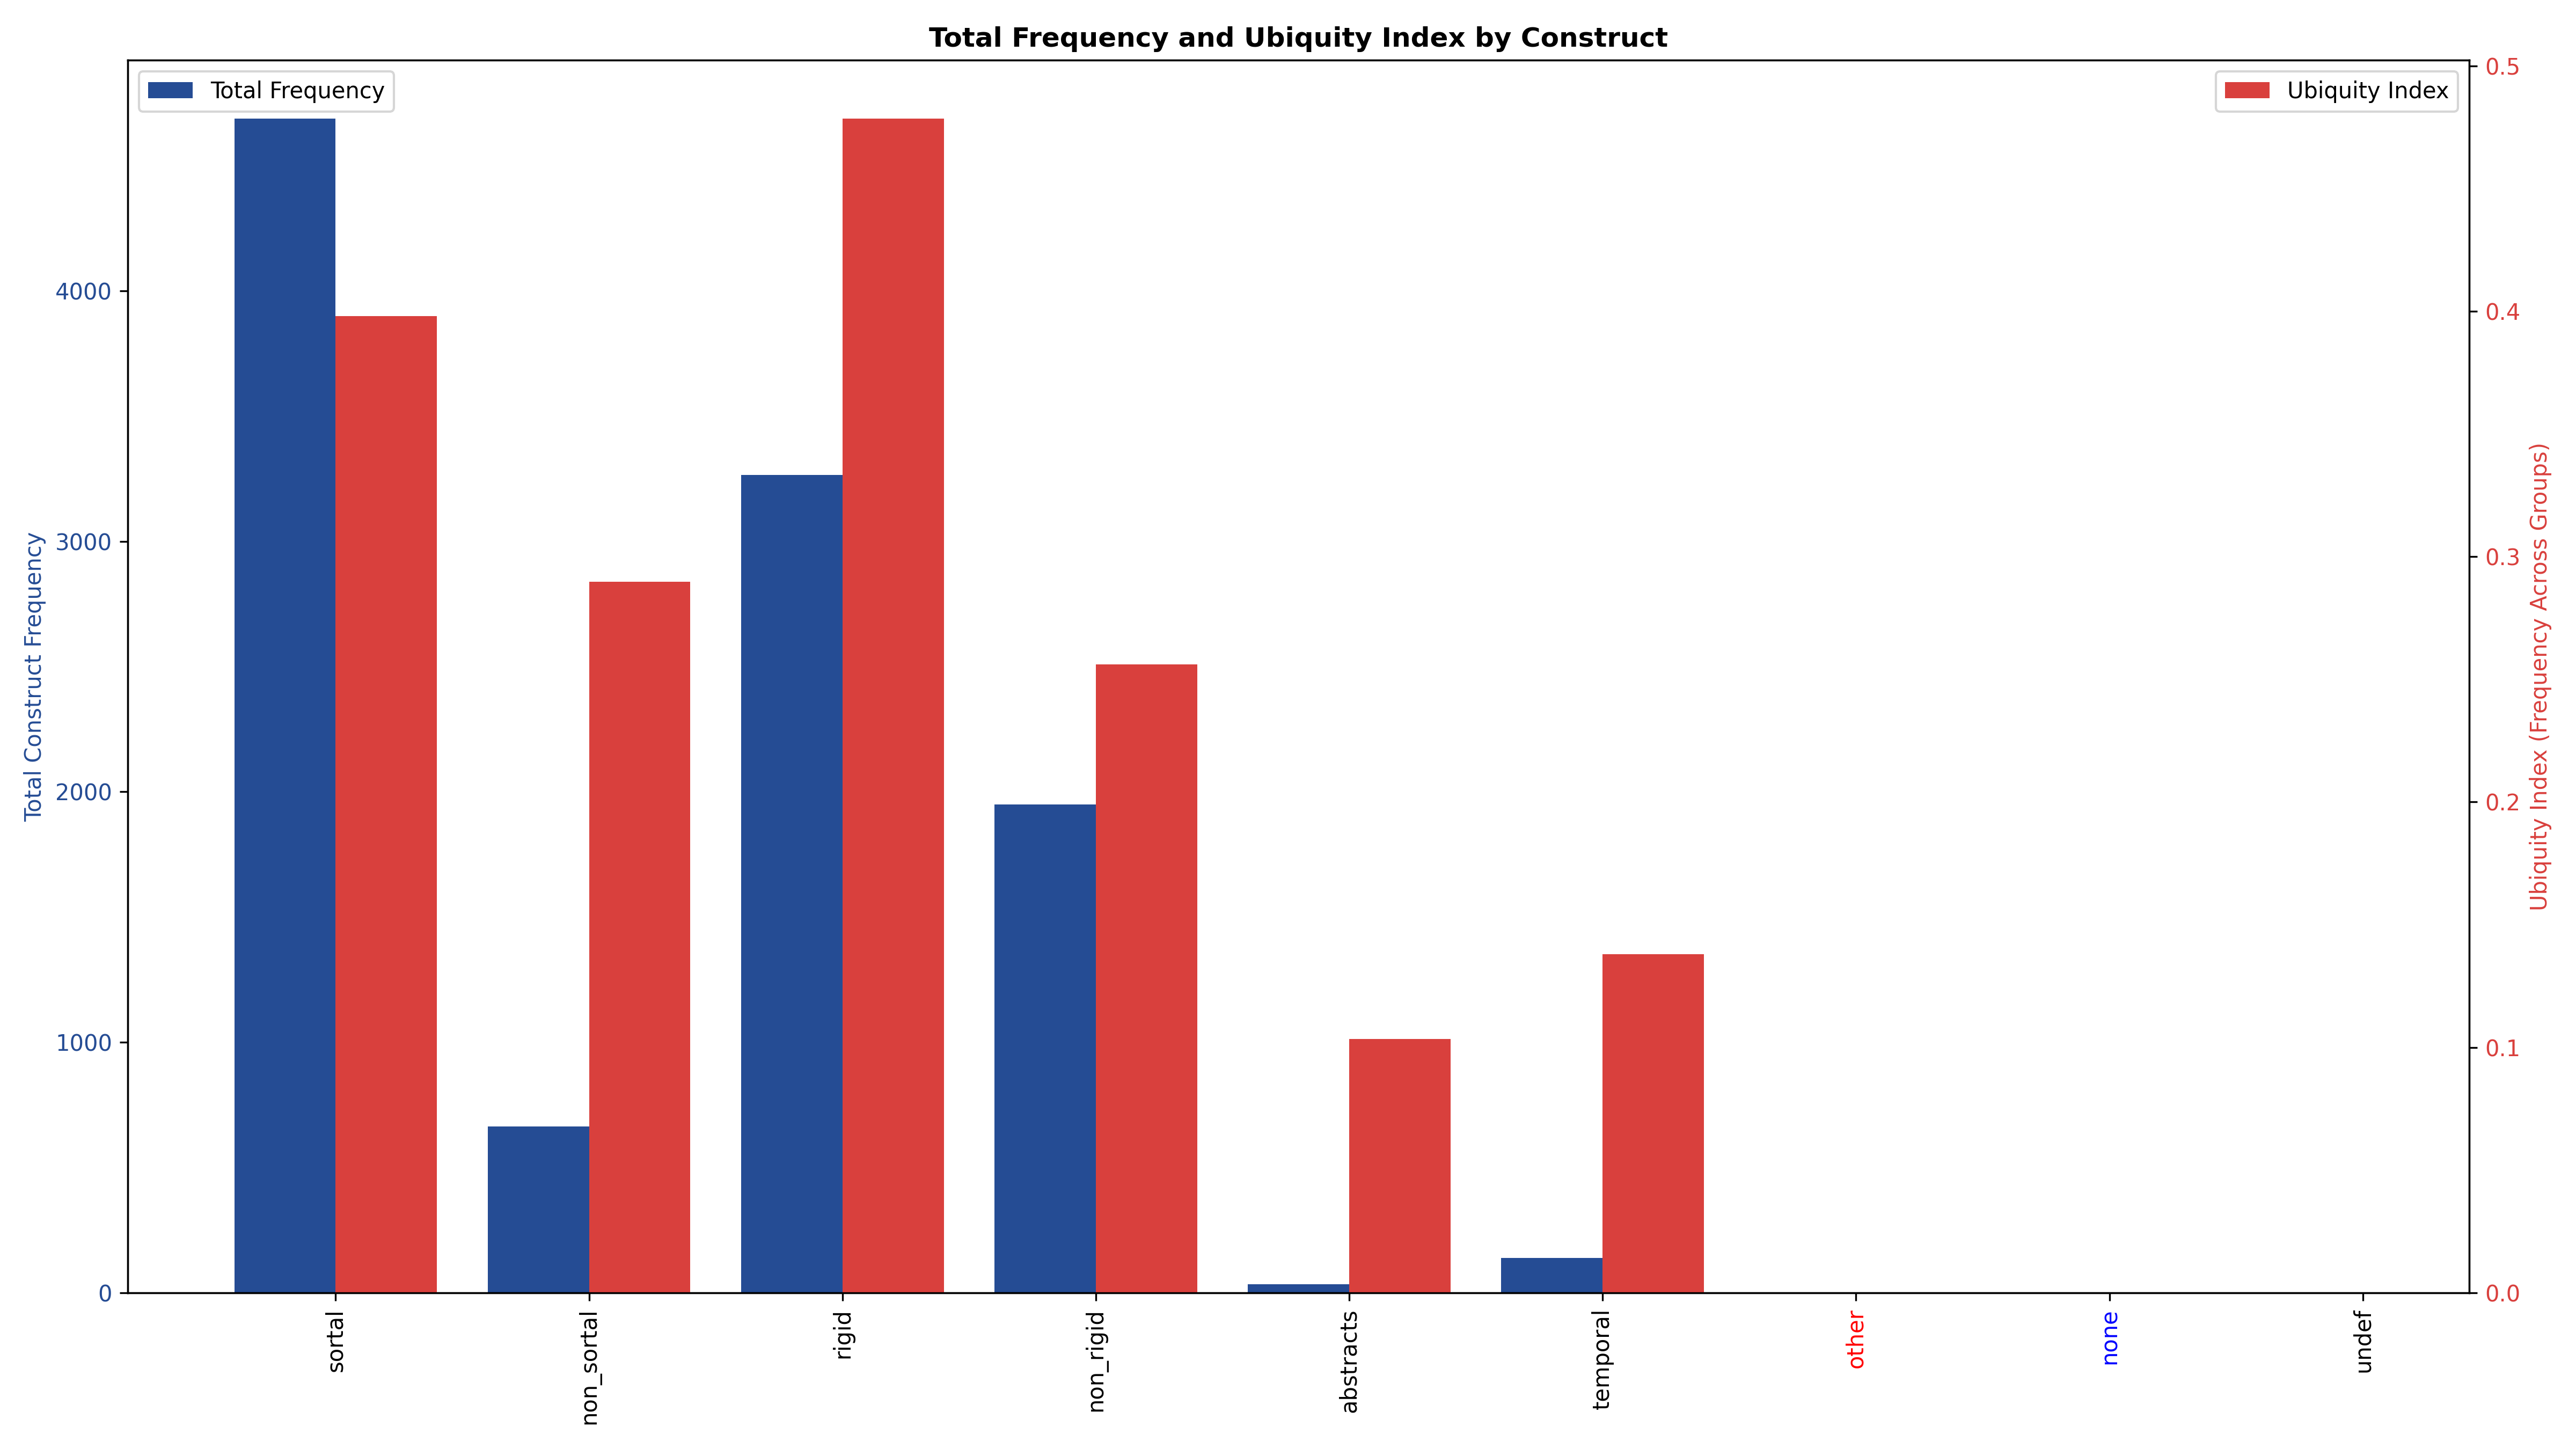 Total Frequency and Ubiquity Index by Construct
Total Frequency
Ubiquity Index
Total Construct Frequency
4000
3000
2000
1000
0
0.5
0.4
0.3
0.2
0.1
0.0
Ubiquity Index (Frequency Across Groups)
sortal
non_sortal
rigid
non_rigid
abstracts
temporal
other
none
undef